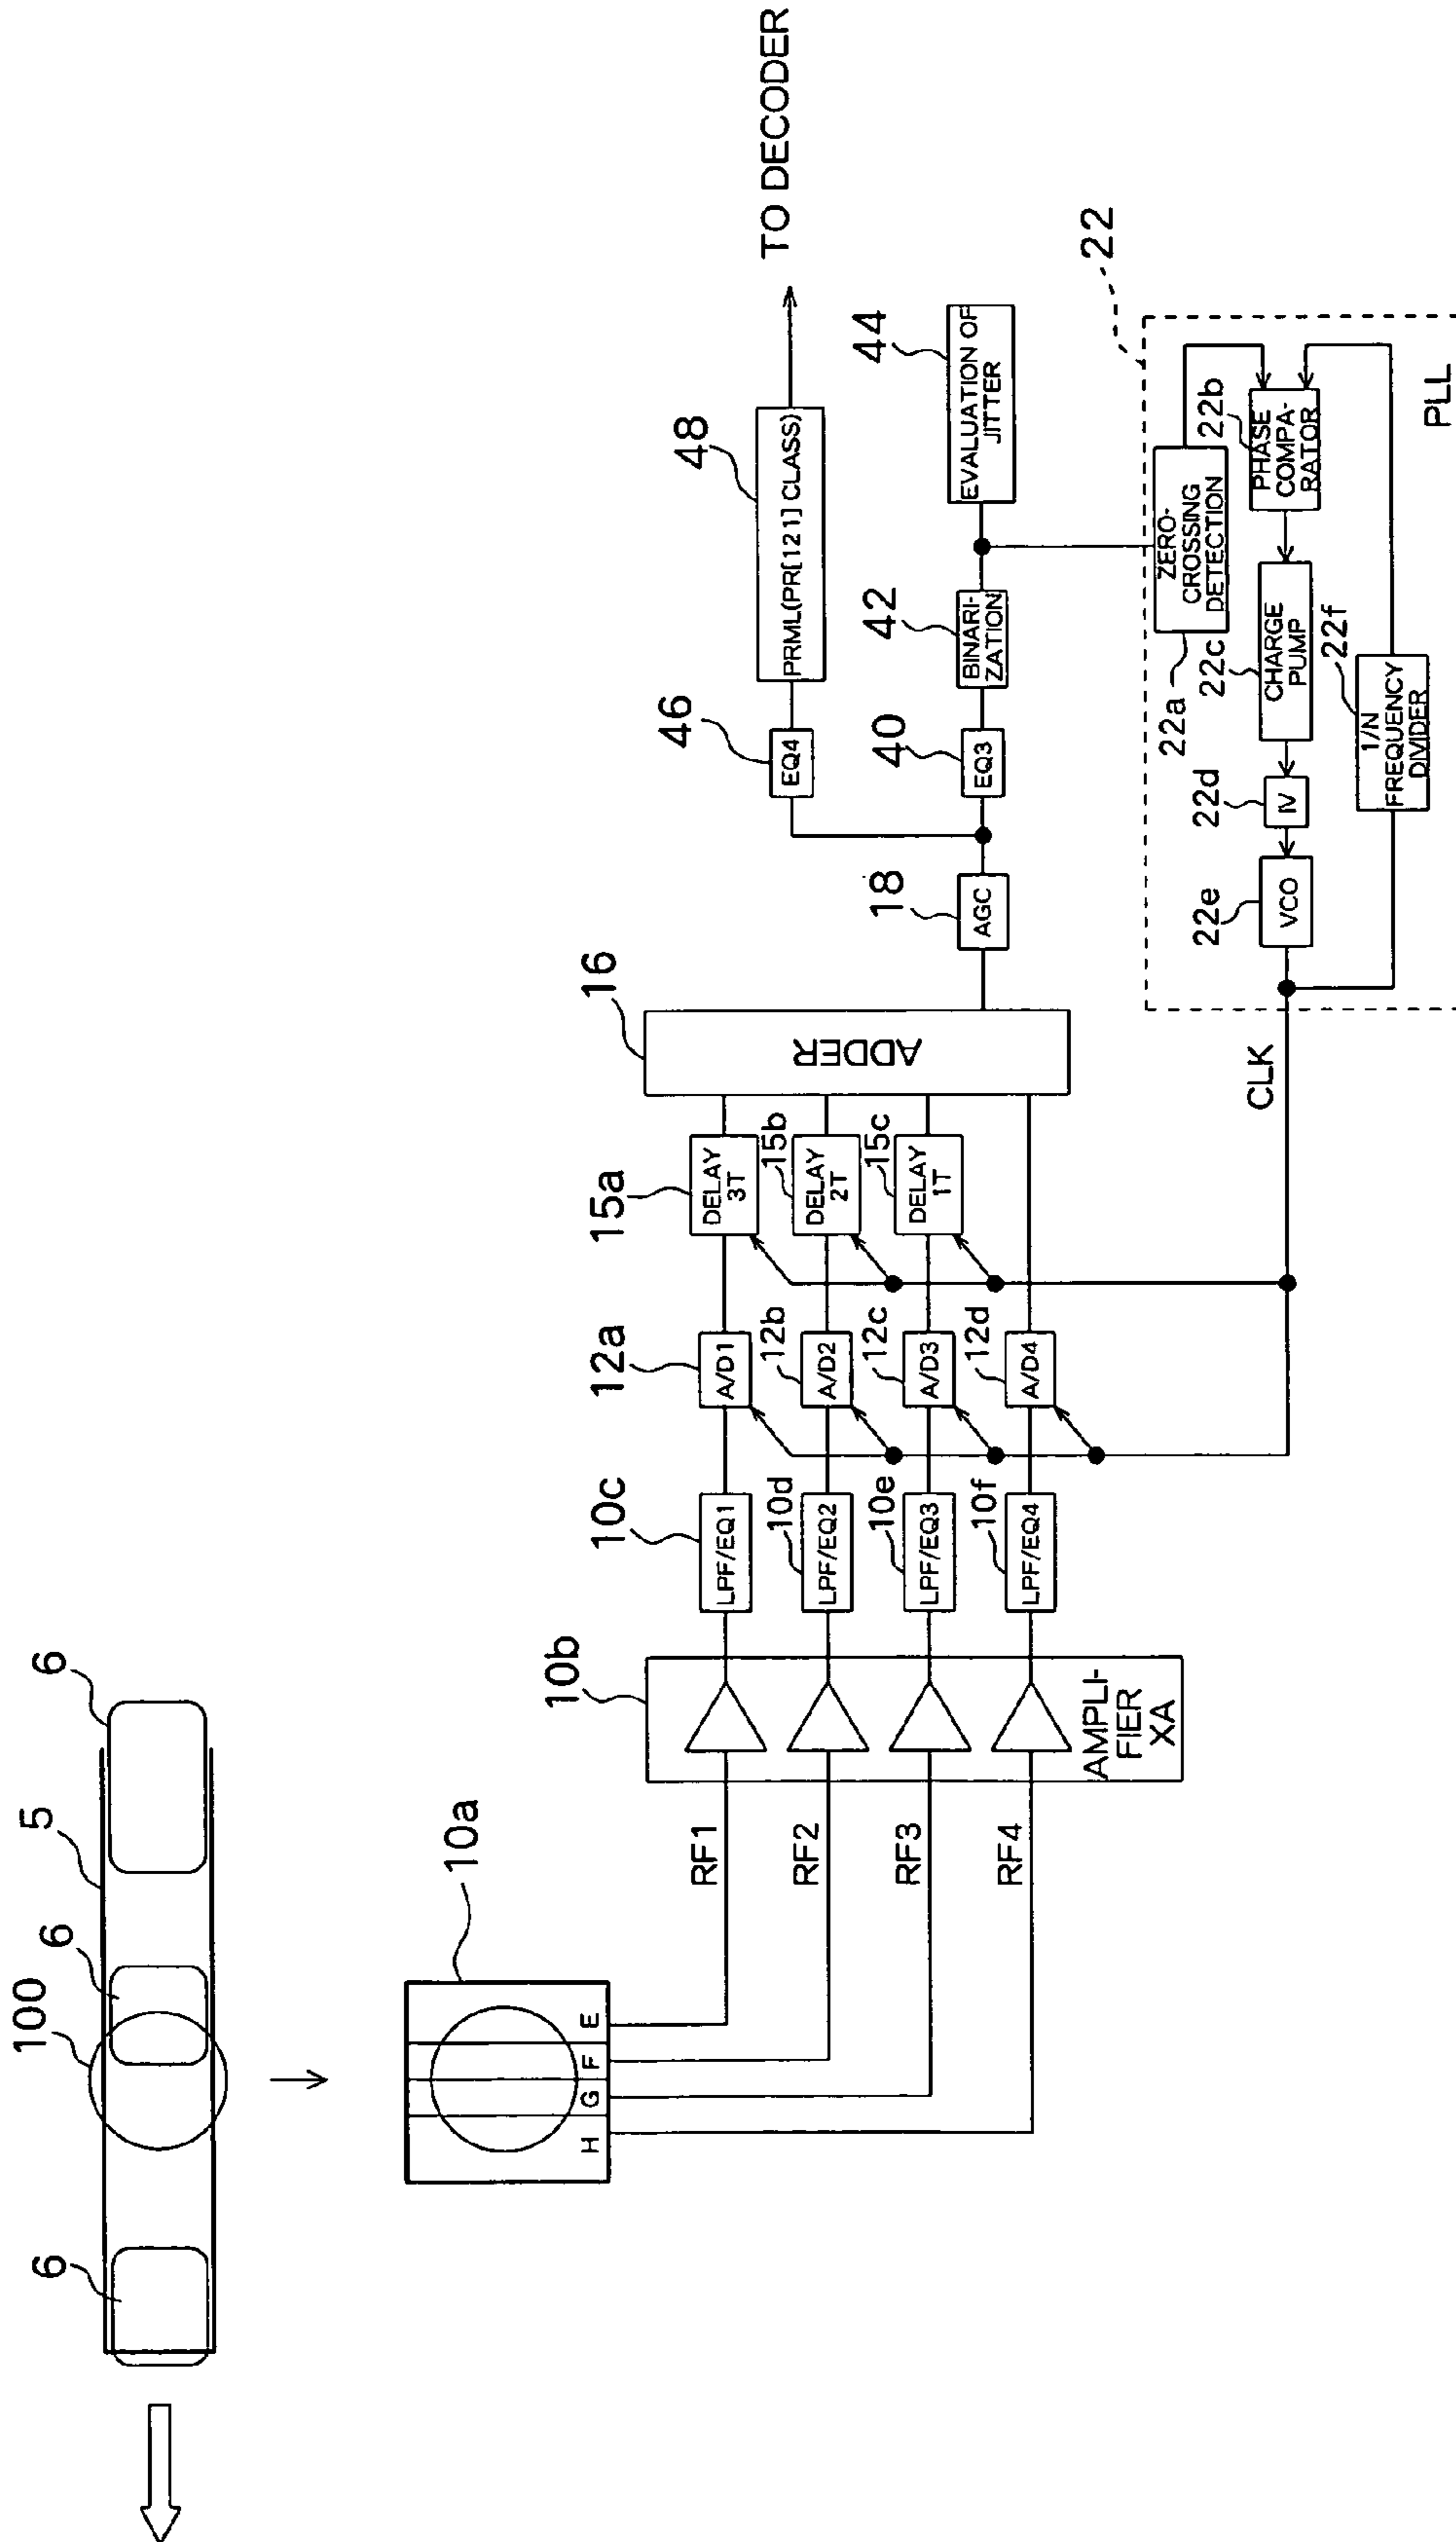 6
5
6
100
6
10a
RF1
RF2
RF3
RF4
E
F
G
H
10b
AMPLI-
FIER
XA
10c
LPF/EQ1
10d
LPF/EQ2
10e
LPF/EQ3
10f
LPF/EQ4
12a
A/D1
12b
A/D2
12c
A/D3
12d
A/D4
15a
DELAY
3T
15b
DELAY
2T
15c
DELAY
1T
16
ADDER
18
AGC
46
EQ4
48
PRML(PR[121] CLASS)
TO DECODER
40
EQ3
42
BINARI-
ZATION
44
EVALUATION OF
JITTER
22
22a
ZERO-
CROSSING
DETECTION
22b
PHASE
COMPA-
RATOR
22c
CHARGE
PUMP
22d
IV
22e
VCO
22f
1/N
FREQUENCY
DIVIDER
PLL
CLK